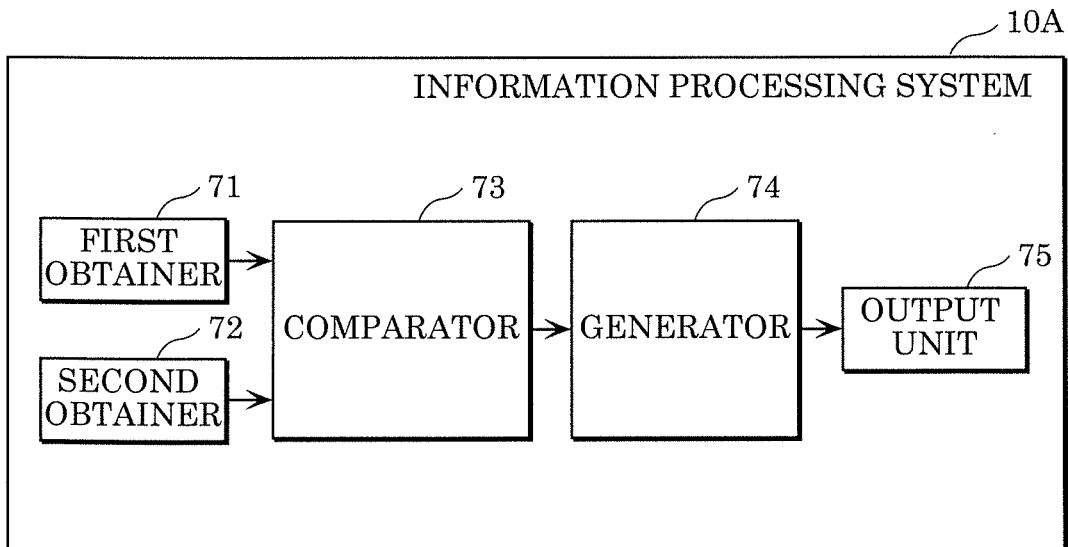 10A
INFORMATION PROCESSING SYSTEM
71
FIRST
OBTAINER
72
SECOND
OBTAINER
73
COMPARATOR
74
GENERATOR
75
OUTPUT
UNIT